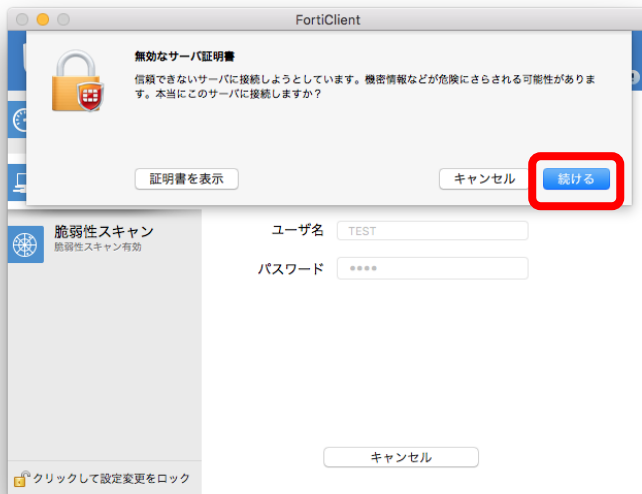 FortiClient
無効なサーバ証明書
信頼できないサーバに接続しようとしています。機密情報などが危険にさらされる可能性がありま
す。本当にこのサーバに接続しますか？
証明書を表示
キャンセル
続ける
脆弱性スキャン
脆弱性スキャン有効
ユーザ名
TEST
パスワード
••••
キャンセル
クリックして設定変更をロック